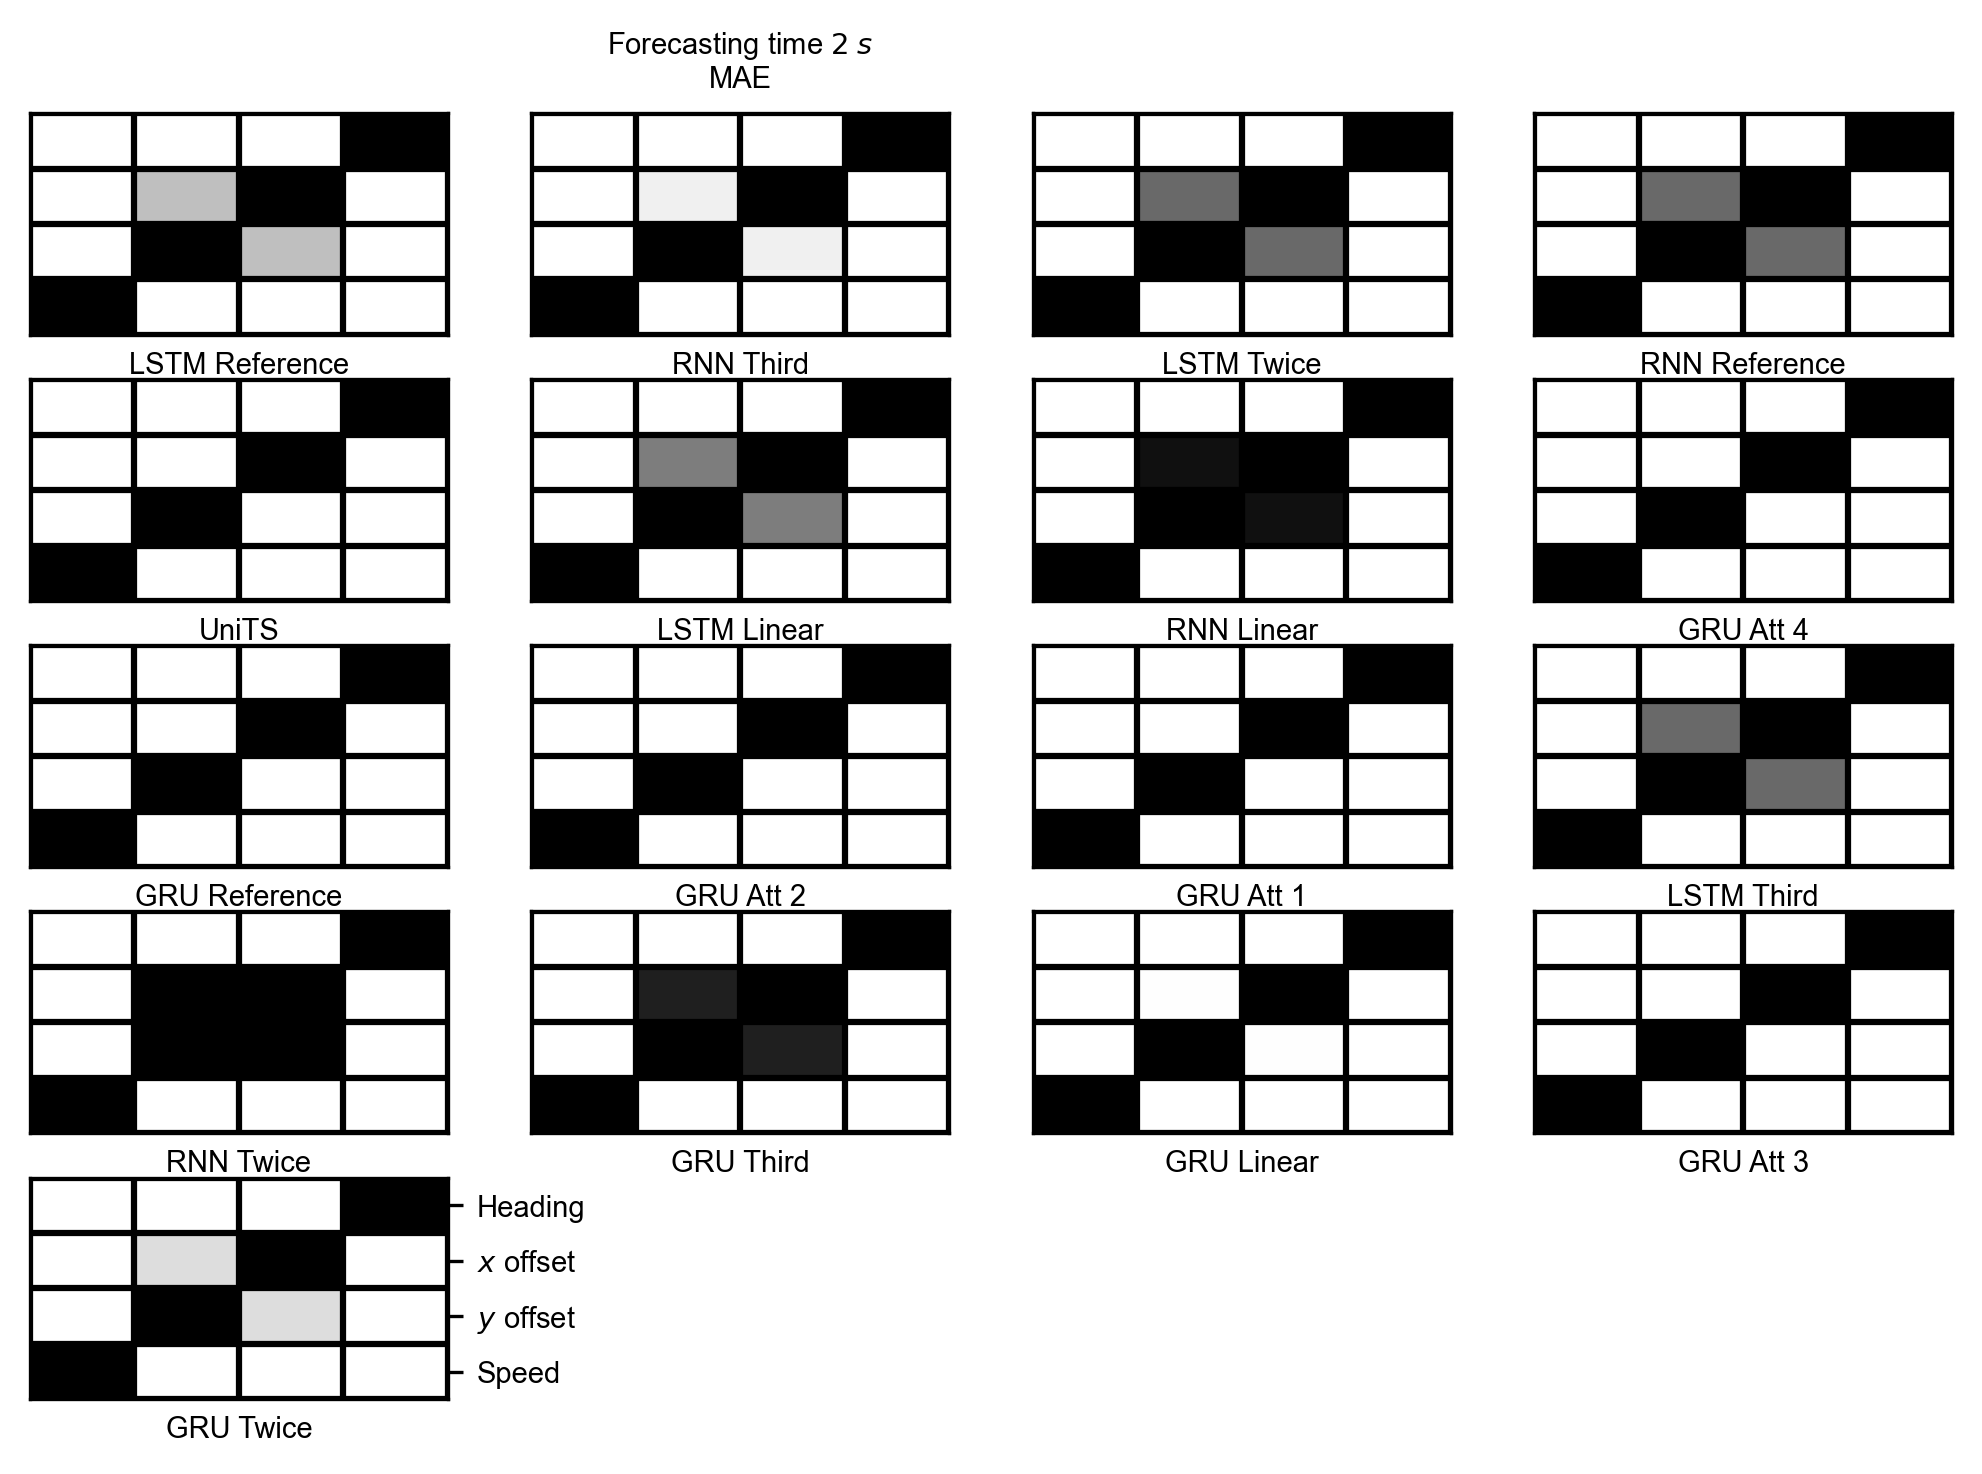 Forecasting time 2 s
MAE
LSTM Reference
RNN Third
LSTM Twice
RNN Reference
UniTS
LSTM Linear
RNN Linear
GRU Att 4
GRU Reference
GRU Att 2
GRU Att 1
LSTM Third
RNN Twice
GRU Third
GRU Linear
GRU Att 3
Heading
x offset
y offset
Speed
GRU Twice